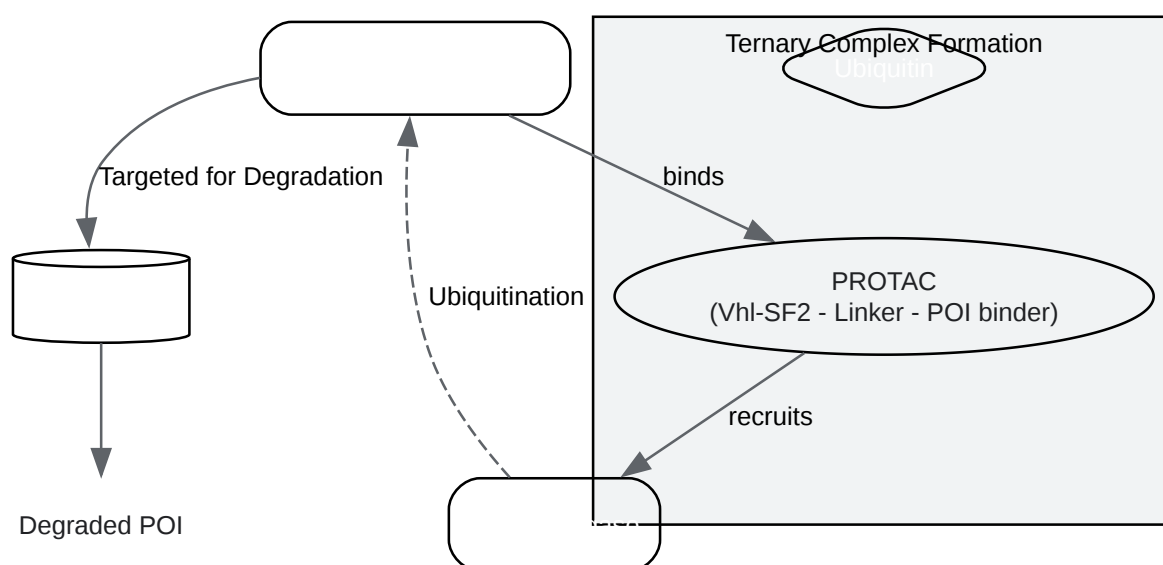 Ternary Complex Formation
Ubiquitin
Targeted for Degradation
binds
PROTAC
(Vhl-SF2 - Linker - POI binder)
Ubiquitination
recruits
Degraded POI